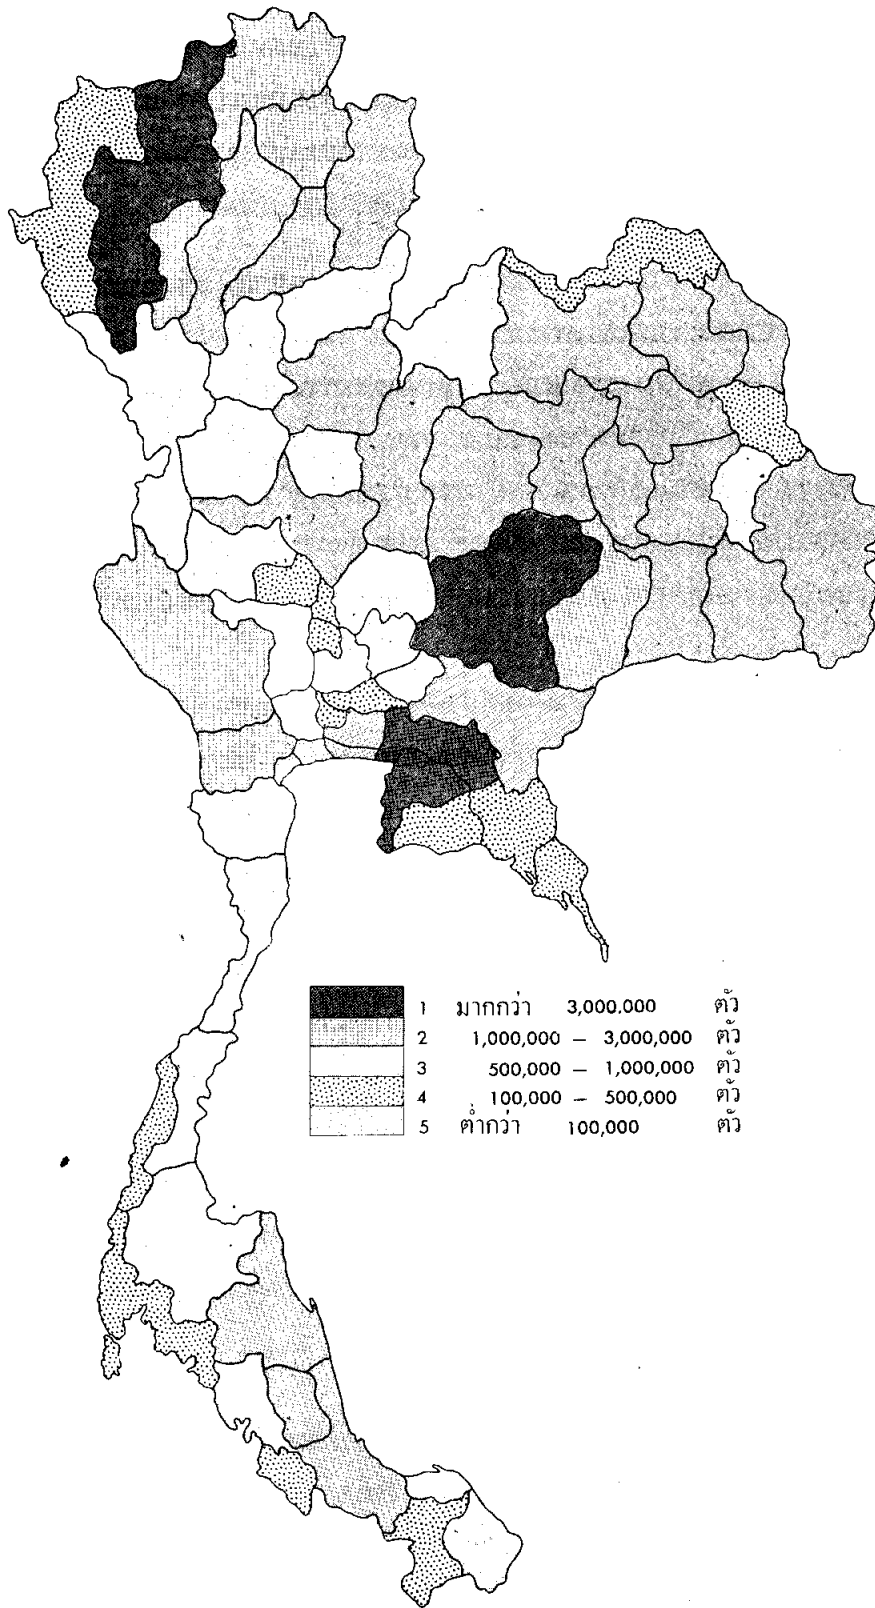 1 มากกว่า 3,000,000 ตัว
2 1,000,000 – 3,000,000 ตัว
3 500,000 – 1,000,000 ตัว
4 100,000 – 500,000 ตัว
5 ต่ำกว่า 100,000 ตัว